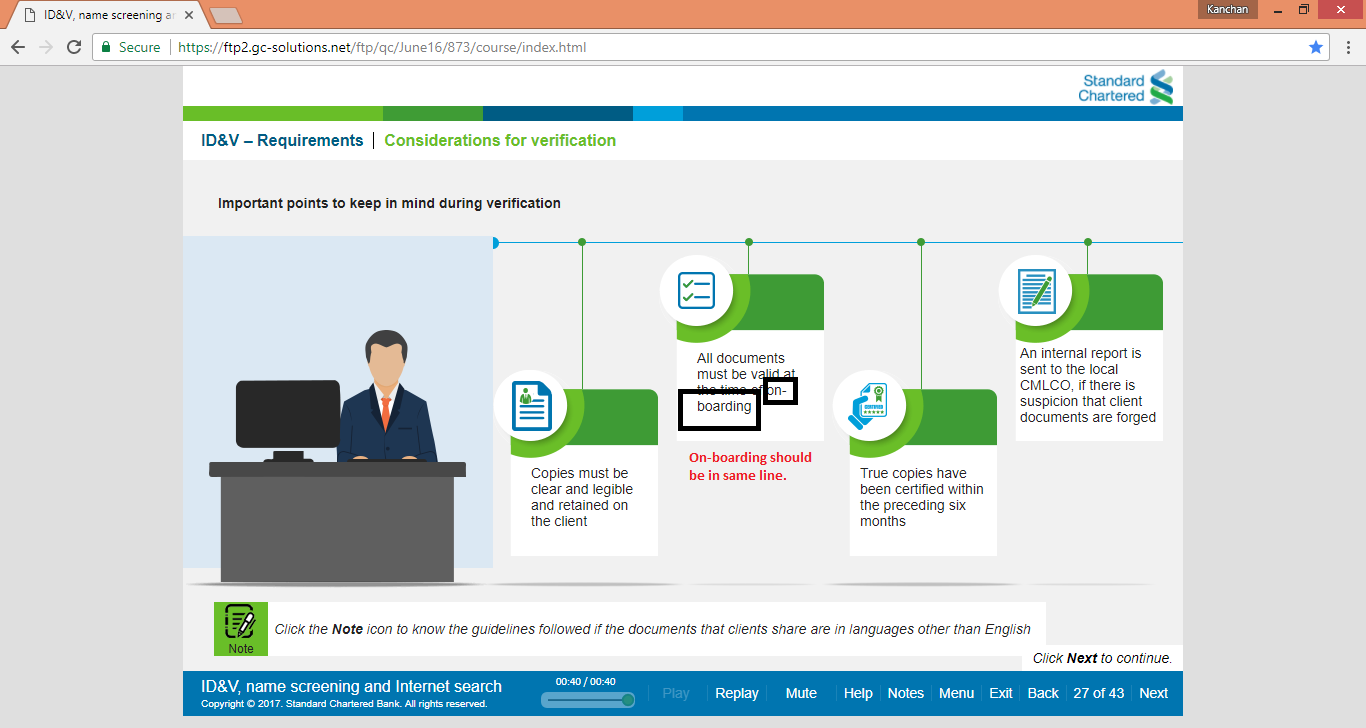 ID&V, name screening a
Kanchan
Secure
https://ftp2.gc-solutions.net/ftp/qc/June16/873/course/index.html
Standard
Chartered
ID&V – Requirements | Considerations for verification
Important points to keep in mind during verification
Copies must be
clear and legible
and retained on
the client
All documents
must be valid at
the time of on-
boarding
On-boarding should
be in same line.
CERTIFIED
True copies have
been certified within
the preceding six
months
An internal report is
sent to the local
CMLCO, if there is
suspicion that client
documents are forged
Note
Click the Note icon to know the guidelines followed if the documents that clients share are in languages other than English
Click Next to continue.
ID&V, name screening and Internet search
Copyright © 2017. Standard Chartered Bank. All rights reserved.
00:40 / 00:40
Play
Replay
Mute
Help
Notes
Menu
Exit
Back
27 of 43
Next